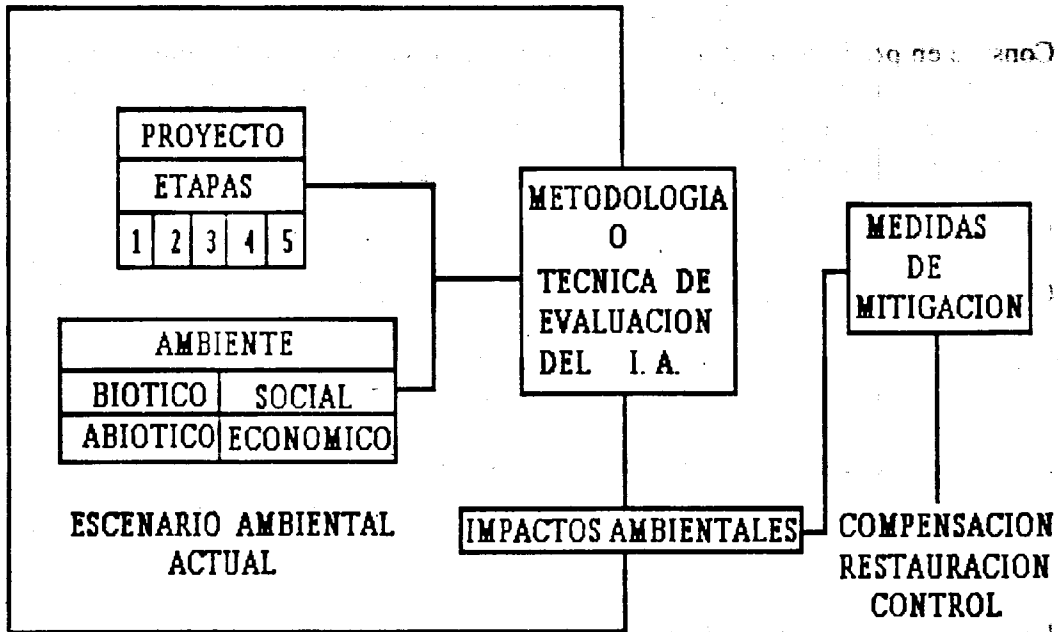 PROYECTO
ETAPAS
1 2 3 4 5
AMBIENTE
BIOTICO SOCIAL
ABIOTICO ECONOMICO
ESCENARIO AMBIENTAL
ACTUAL
METODOLOGIA
O
TECNICA DE
EVALUACION
DEL I. A.
IMPACTOS AMBIENTALES
MEDIDAS
DE
MITIGACION
COMPENSACION
RESTAURACION
CONTROL